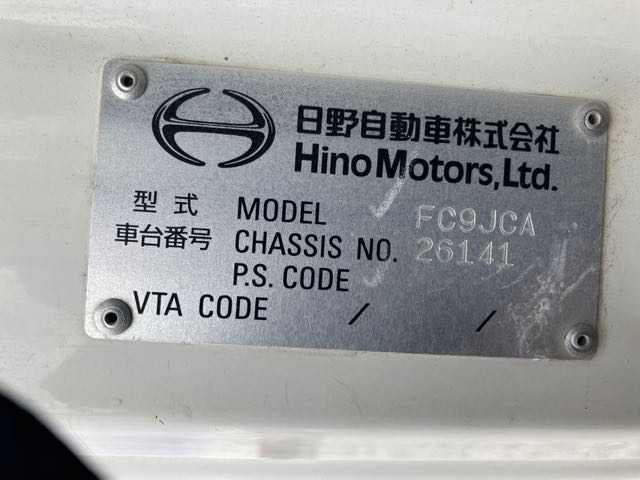 日野自動車株式会社
Hino Motors, Ltd.
型式 MODEL FC9JCA
車台番号 CHASSIS NO. 26141
P.S. CODE
VTA CODE / /